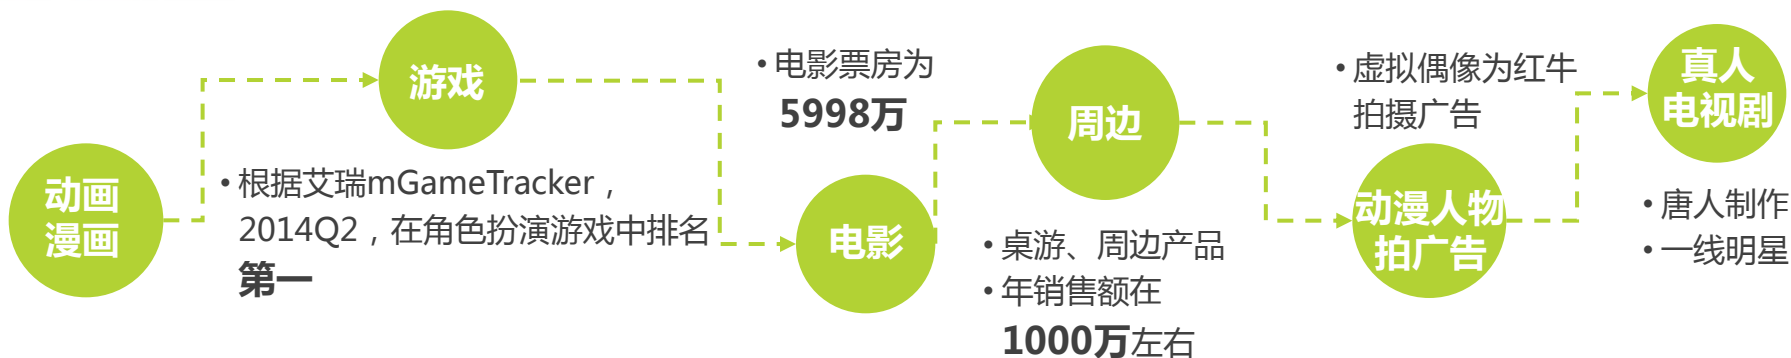 动画
漫画
游戏
• 根据艾瑞mGameTracker，
2014Q2，在角色扮演游戏中排名
第一
• 电影票房为
5998万
电影
周边
• 桌游、周边产品
• 年销售额在
1000万左右
• 虚拟偶像为红牛
拍摄广告
动漫人物
拍广告
真人
电视剧
• 唐人制作
• 一线明星